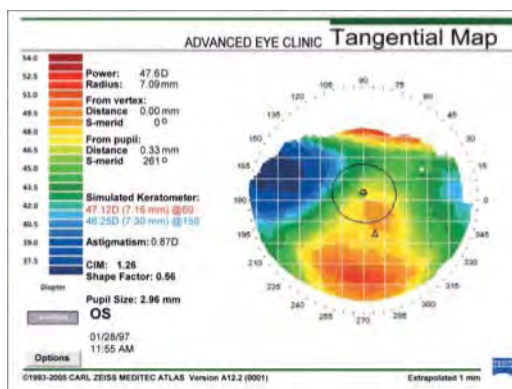 ADVANCED EYE CLINIC Tangential Map
54.0
52.5
51.0
49.5
48.0
46.5
45.0
43.5
42.0
40.5
39.0
37.5
Diopter
Power: 47.6D
Radius: 7.09mm
From vertex:
Distance 0.00 mm
S-merid 0°
From pupil:
Distance 0.33 mm
S-merid 261°
Simulated Keratometer:
47.12D (7.16 mm) @60
46.25D (7.30 mm) @150
Astigmatism: 0.87D
CIM: 1.26
Shape Factor: 0.56
Pupil Size: 2.96 mm
OS
01/28/97
11:55 AM
Options
105 90 75
120 60
45
30
15
0
180
195 345
210
225
240 300
255 270 285
©1993-2005 CARL ZEISS MEDITEC ATLAS Version A12.2 (0001) Extrapolated 1 mm